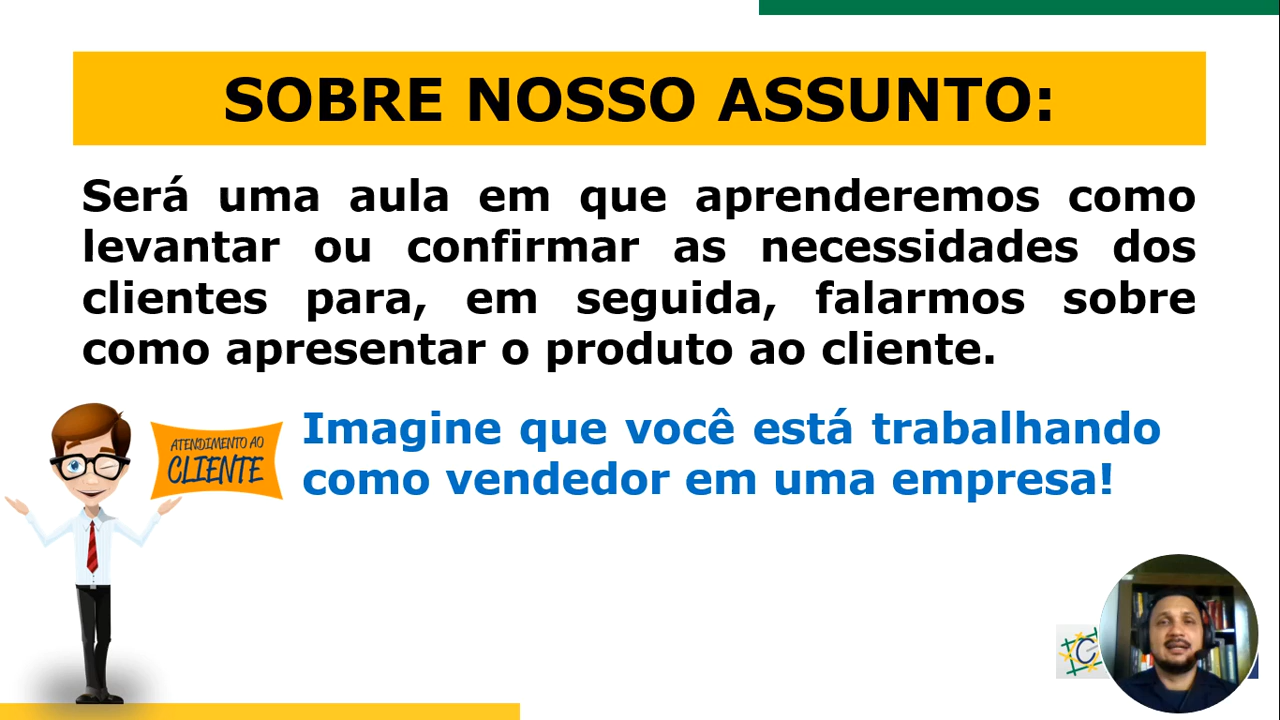 SOBRE NOSSO ASSUNTO:
Será uma aula em que aprenderemos como
levantar ou confirmar as necessidades dos
clientes para, em seguida, falarmos sobre
como apresentar o produto ao cliente.
Imagine que você está trabalhando
como vendedor em uma empresa!
ATENDIMENTO AO
CLIENTE
C